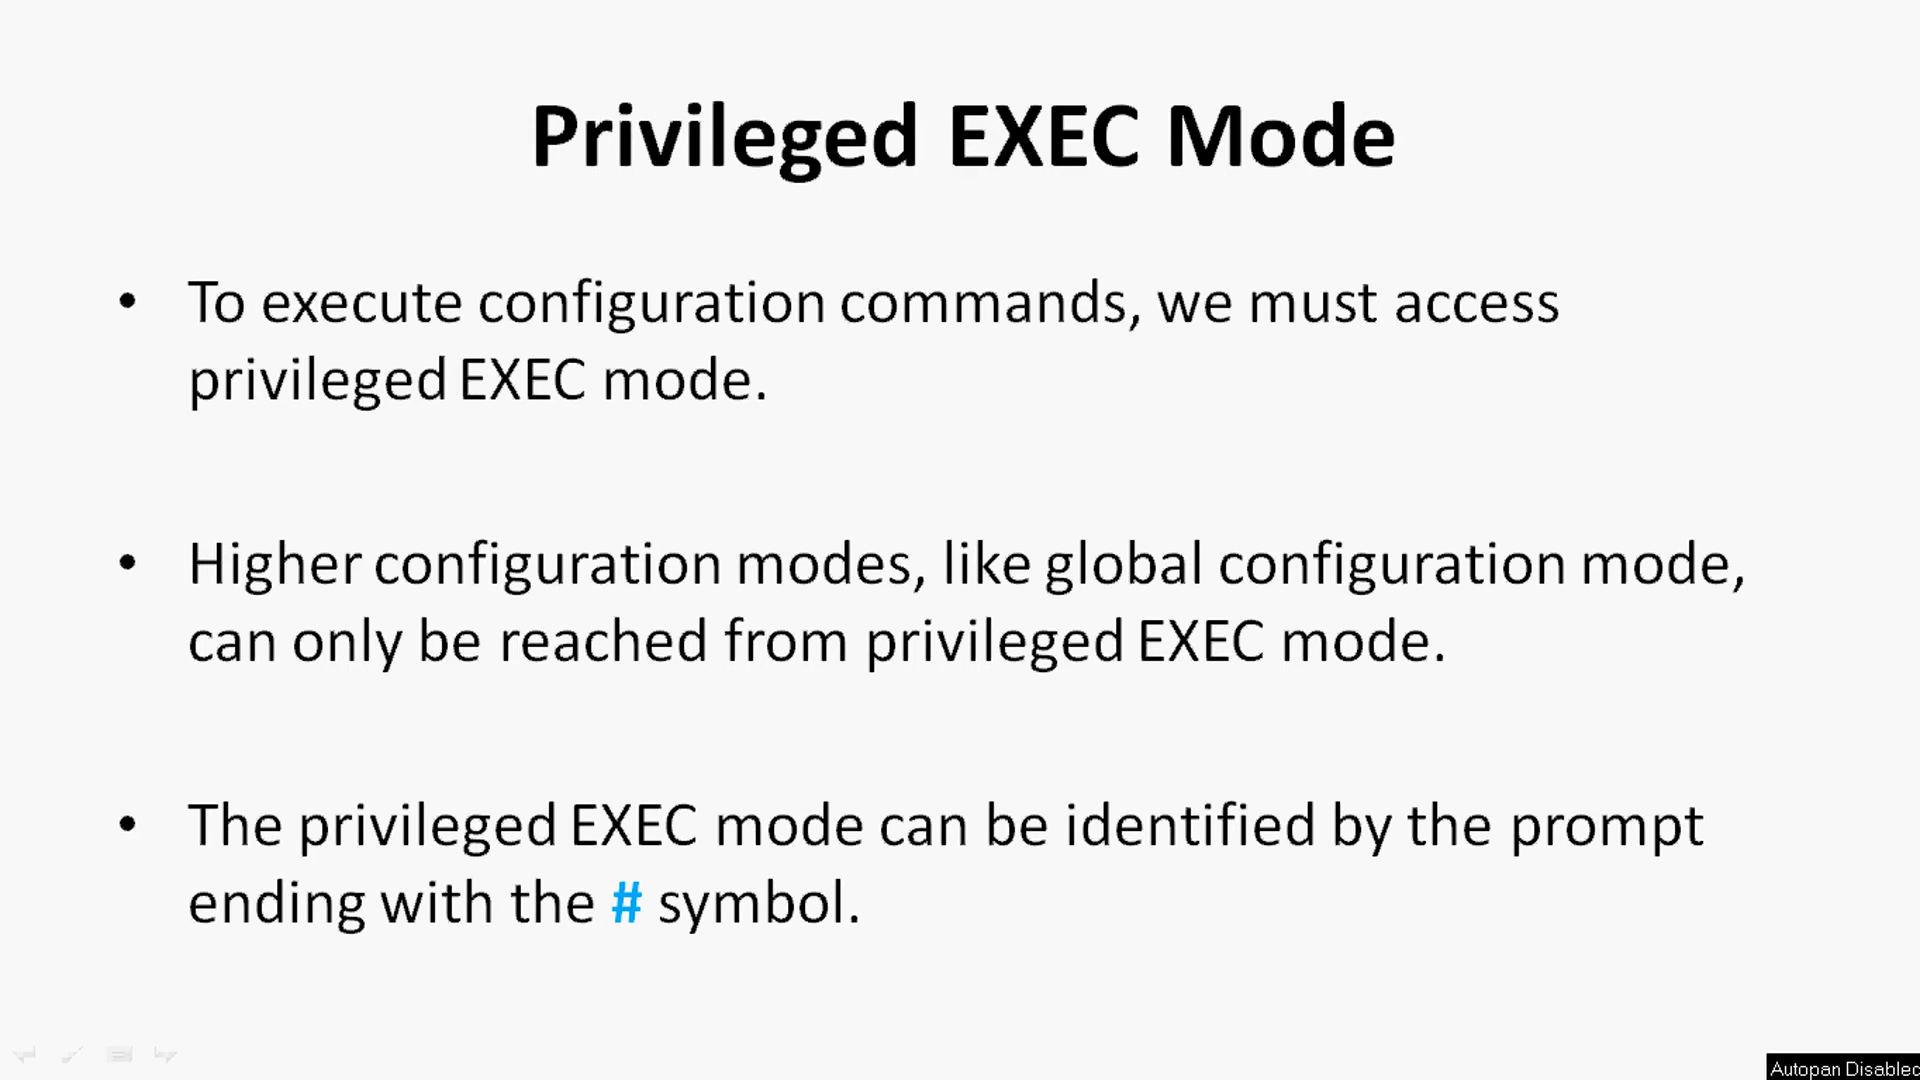 Privileged EXEC Mode
• To execute configuration commands, we must access
privileged EXEC mode.
• Higher configuration modes, like global configuration mode,
can only be reached from privileged EXEC mode.
• The privileged EXEC mode can be identified by the prompt
ending with the # symbol.
Autopan Disabled